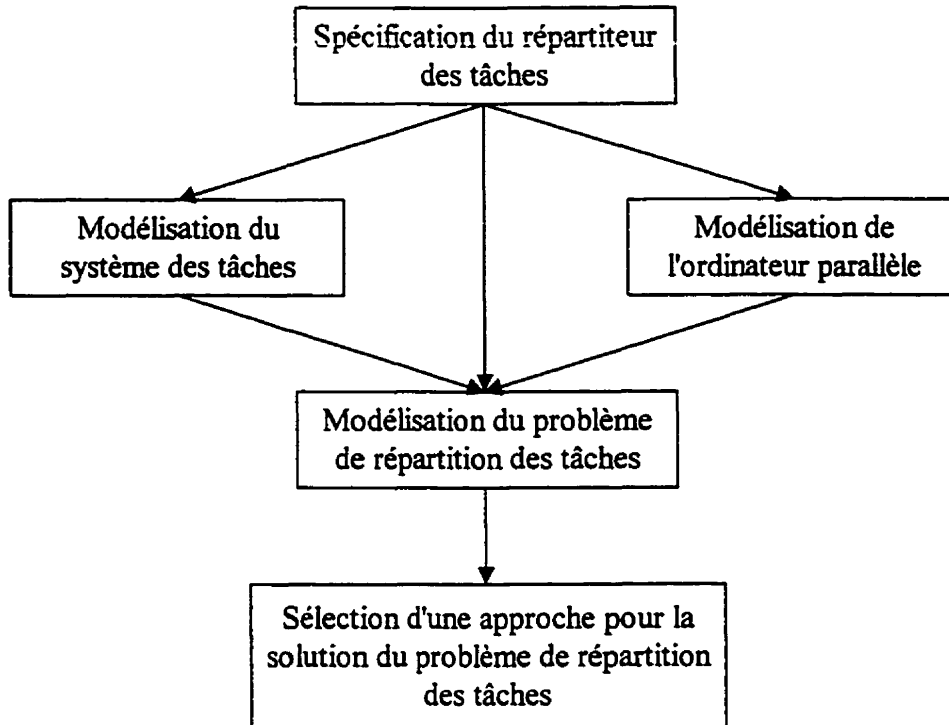 Spécification du répartiteur
des tâches
Modélisation du
système des tâches
Modélisation de
l'ordinateur parallèle
Modélisation du problème
de répartition des tâches
Sélection d'une approche pour la
solution du problème de répartition
des tâches